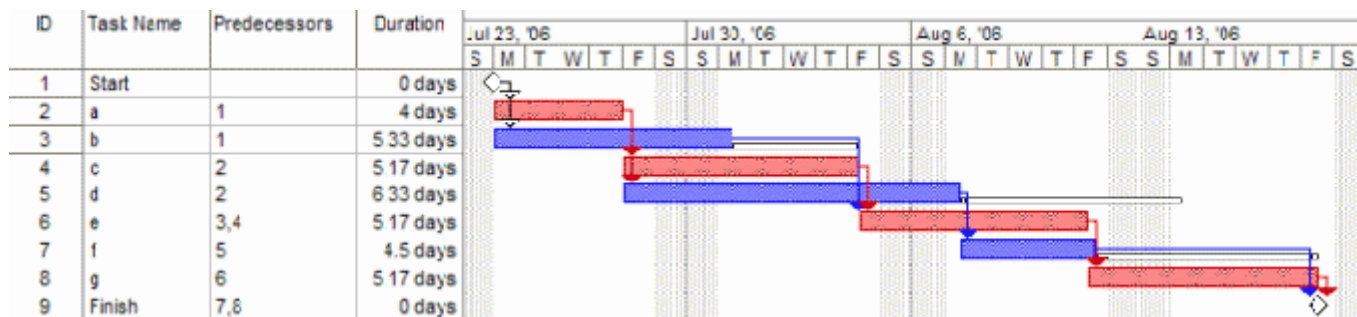 ID Task Name Predecessors Duration
Jul 23, '06 Jul 30, '06 Aug 6, '06 Aug 13, '06
S M T W T F S S M T W T F S S M T W T F S S M T W T F S
1 Start 0 days
2 a 1 4 days
3 b 1 5.33 days
4 c 2 5.17 days
5 d 2 6.33 days
6 e 3,4 5.17 days
7 f 5 4.5 days
8 g 6 5.17 days
9 Finish 7,8 0 days